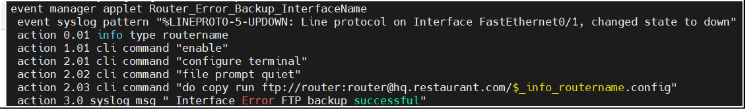 event manager applet Router_Error_Backup_InterfaceName
event syslog pattern "%LINEPROTO-5-UPDOWN: Line protocol on Interface FastEthernet0/1, changed state to down"
action 0.01 info type routername
action 1.01 cli command "enable"
action 2.01 cli command "configure terminal"
action 2.02 cli command "file prompt quiet"
action 2.03 cli command "do copy run ftp://router:router@hq.restaurant.com/$_info_routername.config"
action 3.0 syslog msg " Interface Error FTP backup successful"